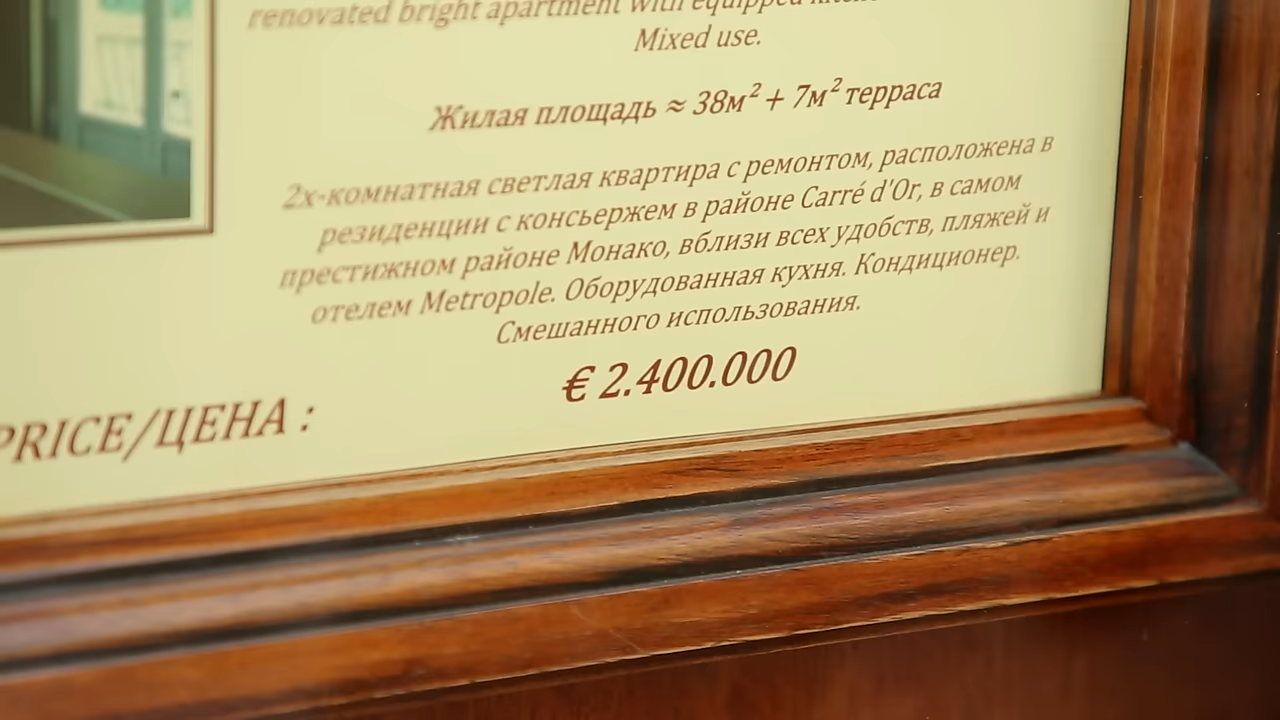 renovated bright apartment with equipped
Mixed use.
Жилая площадь ≈ 38м² + 7м² терраса
2х-комнатная светлая квартира с ремонтом, расположена в
резиденции с консьержем в районе Carré d'Or, в самом
престижном районе Монако, вблизи всех удобств, пляжей и
отелем Metropole. Оборудованная кухня. Кондиционер.
Смешанного использования.
€ 2.400.000
PRICE/ЦЕНА :